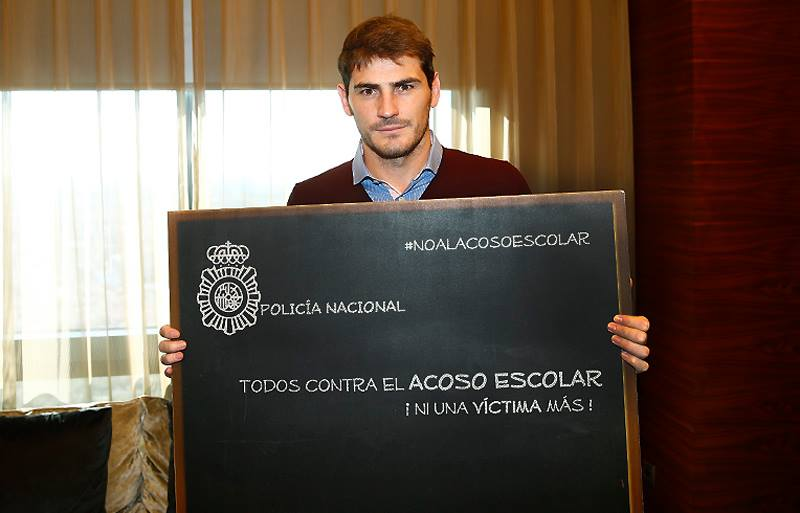 #NOALACOSOESCOLAR
POLICÍA NACIONAL
TODOS CONTRA EL ACOSO ESCOLAR
¡ NI UNA VÍCTIMA MÁS !